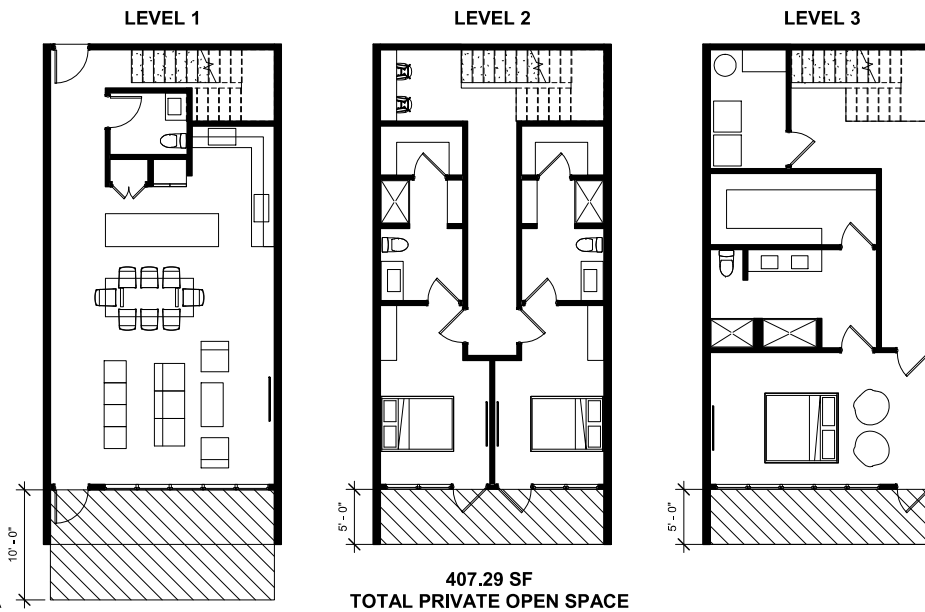 LEVEL 1
LEVEL 2
LEVEL 3
10' - 0"
5' - 0"
5' - 0"
407.29 SF
TOTAL PRIVATE OPEN SPACE